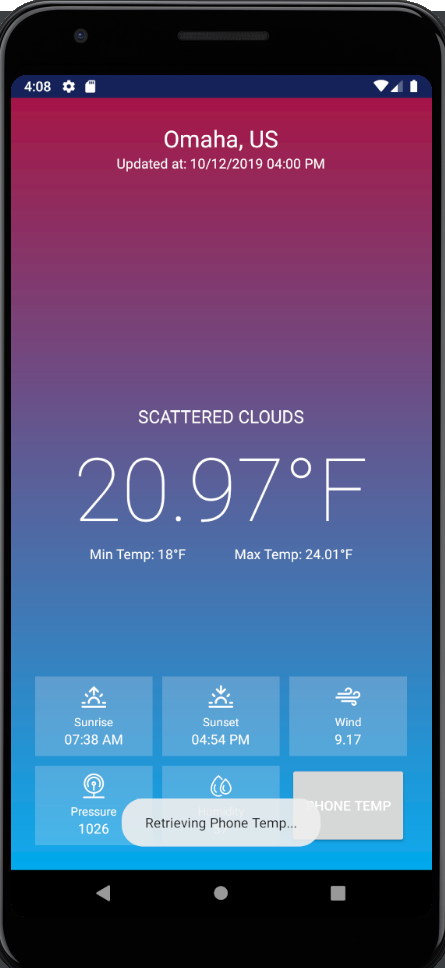 4:08
Omaha, US
Updated at: 10/12/2019 04:00 PM
SCATTERED CLOUDS
20.97°F
Min Temp: 18°F Max Temp: 24.01°F
Sunrise Sunset Wind
07:38 AM 04:54 PM 9.17
Pressure Humidity PHONE TEMP
1026
Retrieving Phone Temp...